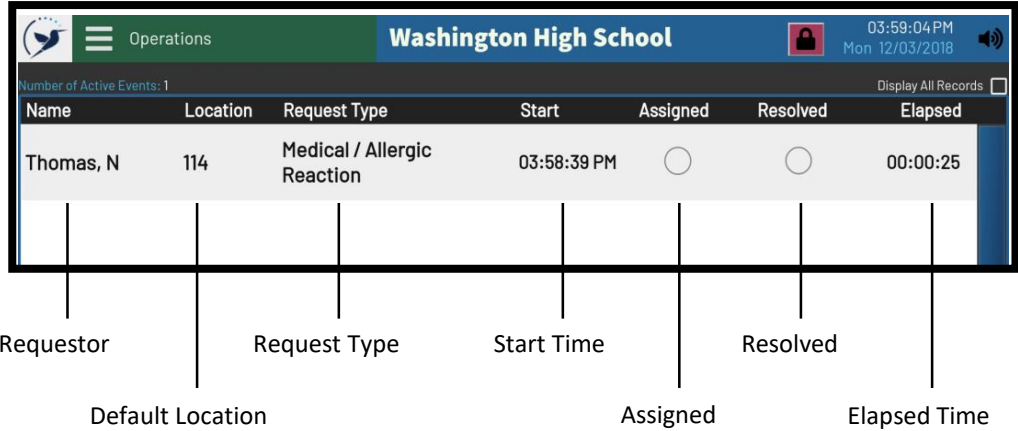 Operations
Washington High School
03:59:04 PM
Mon 12/03/2018
Number of Active Events: 1
Display All Records
Name Location Request Type Start Assigned Resolved Elapsed
Thomas, N 114 Medical / Allergic Reaction 03:58:39 PM 00:00:25
Requestor Request Type Start Time Resolved
Default Location Assigned Elapsed Time